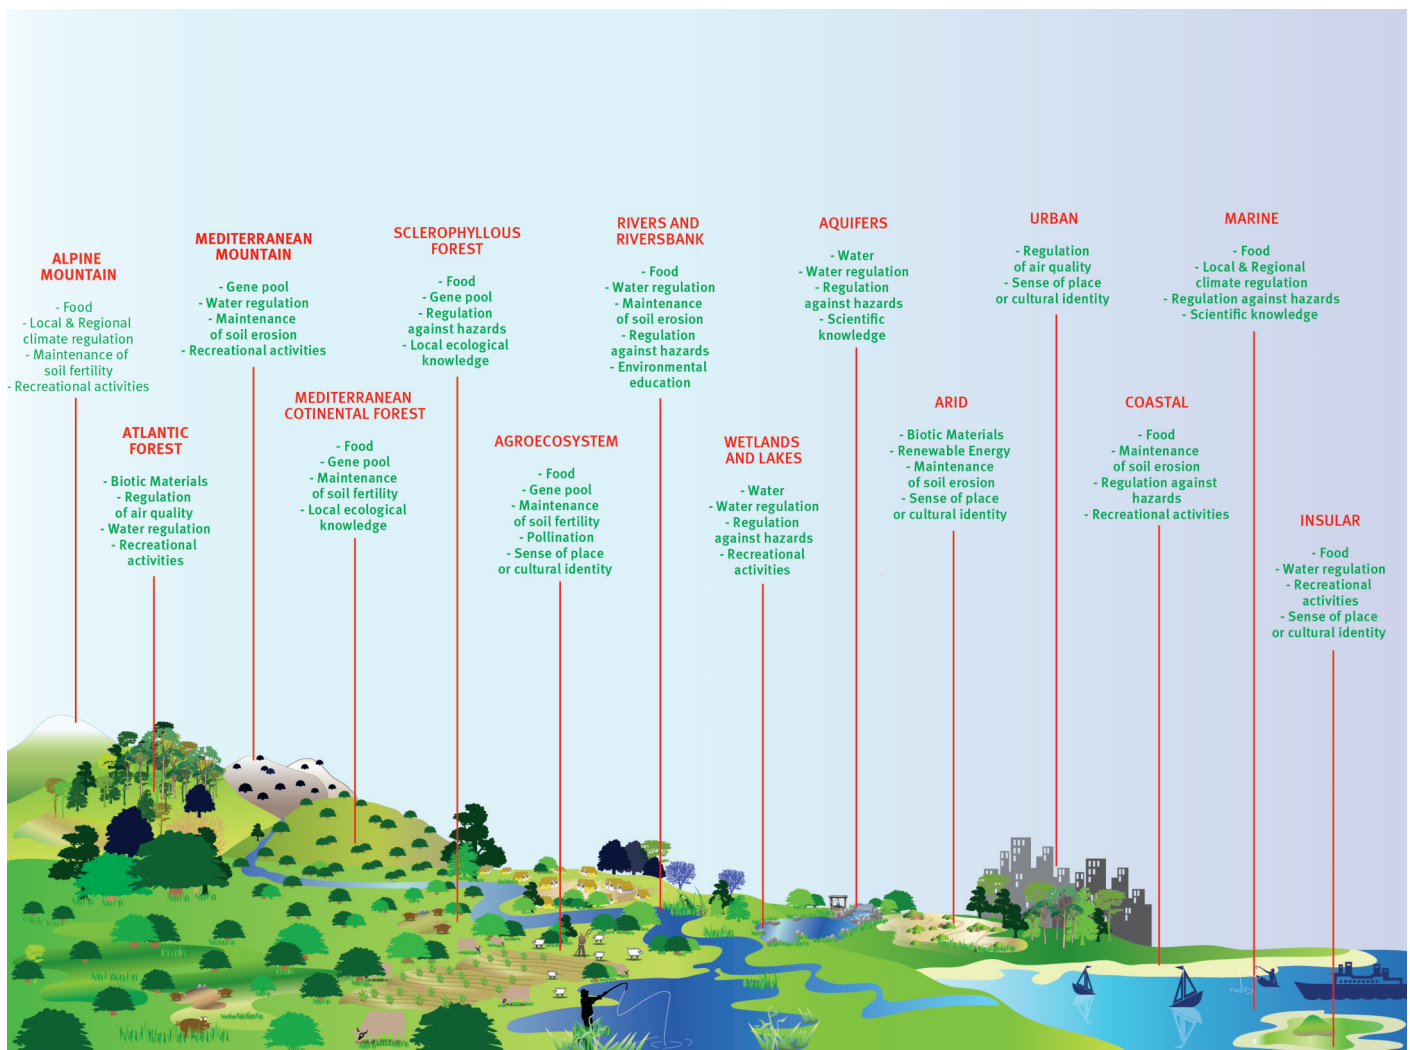 ALPINE
MOUNTAIN
- Food
- Local & Regional
climate regulation
- Maintenance of
soil fertility
- Recreational activities
ATLANTIC
FOREST
- Biotic Materials
- Regulation
of air quality
- Water regulation
- Recreational
activities
MEDITERRANEAN
MOUNTAIN
- Gene pool
- Water regulation
- Maintenance
of soil erosion
- Recreational activities
MEDITERRANEAN
COTINENTAL FOREST
- Food
- Gene pool
- Maintenance
of soil fertility
- Local ecological
knowledge
SCLEROPHYLLOUS
FOREST
- Food
- Gene pool
- Regulation
against hazards
- Local ecological
knowledge
AGROECOSYSTEM
- Food
- Gene pool
- Maintenance
of soil fertility
- Pollination
- Sense of place
or cultural identity
RIVERS AND
RIVERSBANK
- Food
- Water regulation
- Maintenance
of soil erosion
- Regulation
against hazards
- Environmental
education
WETLANDS
AND LAKES
- Water
- Water regulation
- Regulation
against hazards
- Recreational
activities
AQUIFERS
- Water
- Water regulation
- Regulation
against hazards
- Scientific
knowledge
ARID
- Biotic Materials
- Renewable Energy
- Maintenance
of soil erosion
- Sense of place
or cultural identity
URBAN
- Regulation
of air quality
- Sense of place
or cultural identity
COASTAL
- Food
- Maintenance
of soil erosion
- Regulation against
hazards
- Recreational activities
MARINE
- Food
- Local & Regional
climate regulation
- Regulation against hazards
- Scientific knowledge
INSULAR
- Food
- Water regulation
- Recreational
activities
- Sense of place
or cultural identity